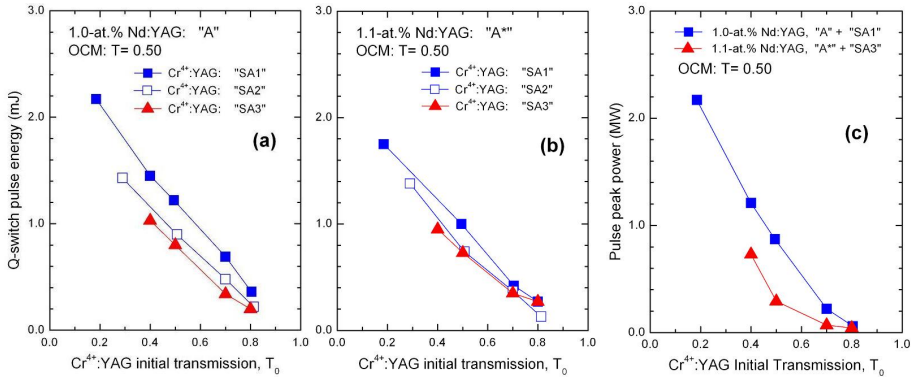 1.0-at.% Nd:YAG: "A"
OCM: T= 0.50
Cr⁴⁺:YAG: "SA1"
Cr⁴⁺:YAG: "SA2"
Cr⁴⁺:YAG: "SA3"
(a)
Q-switch pulse energy (mJ)
3.0
2.0
1.0
0.0
0.0 0.2 0.4 0.6 0.8 1.0
Cr⁴⁺:YAG initial transmission, T₀
1.1-at.% Nd:YAG: "A*"
OCM: T= 0.50
Cr⁴⁺:YAG: "SA1"
Cr⁴⁺:YAG: "SA2"
Cr⁴⁺:YAG: "SA3"
(b)
3.0
2.0
1.0
0.0
0.0 0.2 0.4 0.6 0.8 1.0
Cr⁴⁺:YAG initial transmission, T₀
1.0-at.% Nd:YAG, "A" + "SA1"
1.1-at.% Nd:YAG, "A*" + "SA3"
OCM: T= 0.50
(c)
Pulse peak power (MW)
3.0
2.0
1.0
0.0
0.0 0.2 0.4 0.6 0.8 1.0
Cr⁴⁺:YAG Initial Transmission, T₀